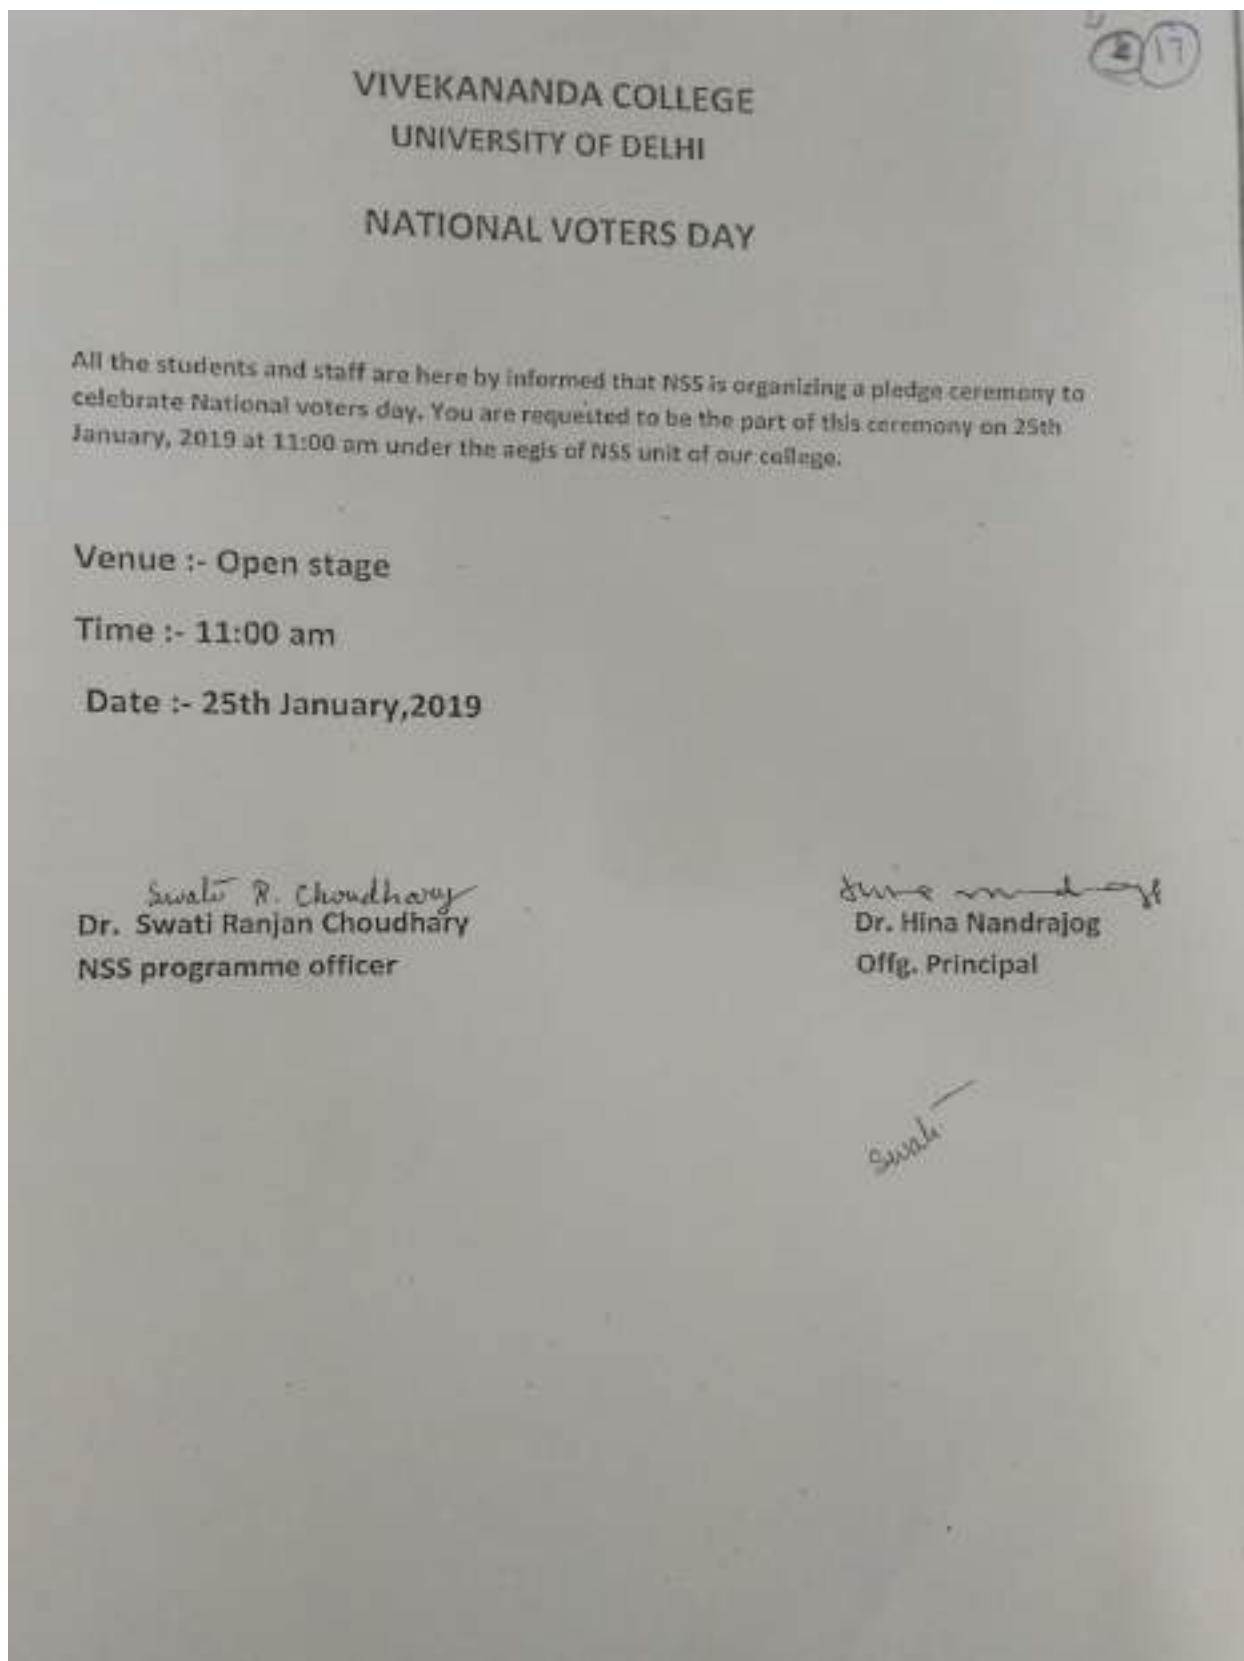 17
VIVEKANANDA COLLEGE
UNIVERSITY OF DELHI
NATIONAL VOTERS DAY
All the students and staff are here by informed that NSS is organizing a pledge ceremony to
celebrate National voters day. You are requested to be the part of this ceremony on 25th
January, 2019 at 11:00 am under the aegis of NSS unit of our college.
Venue :- Open stage
Time :- 11:00 am
Date :- 25th January,2019
Swati R. Choudhary
Dr. Swati Ranjan Choudhary
NSS programme officer
Dr. Hina Nandrajog
Offg. Principal
Swati